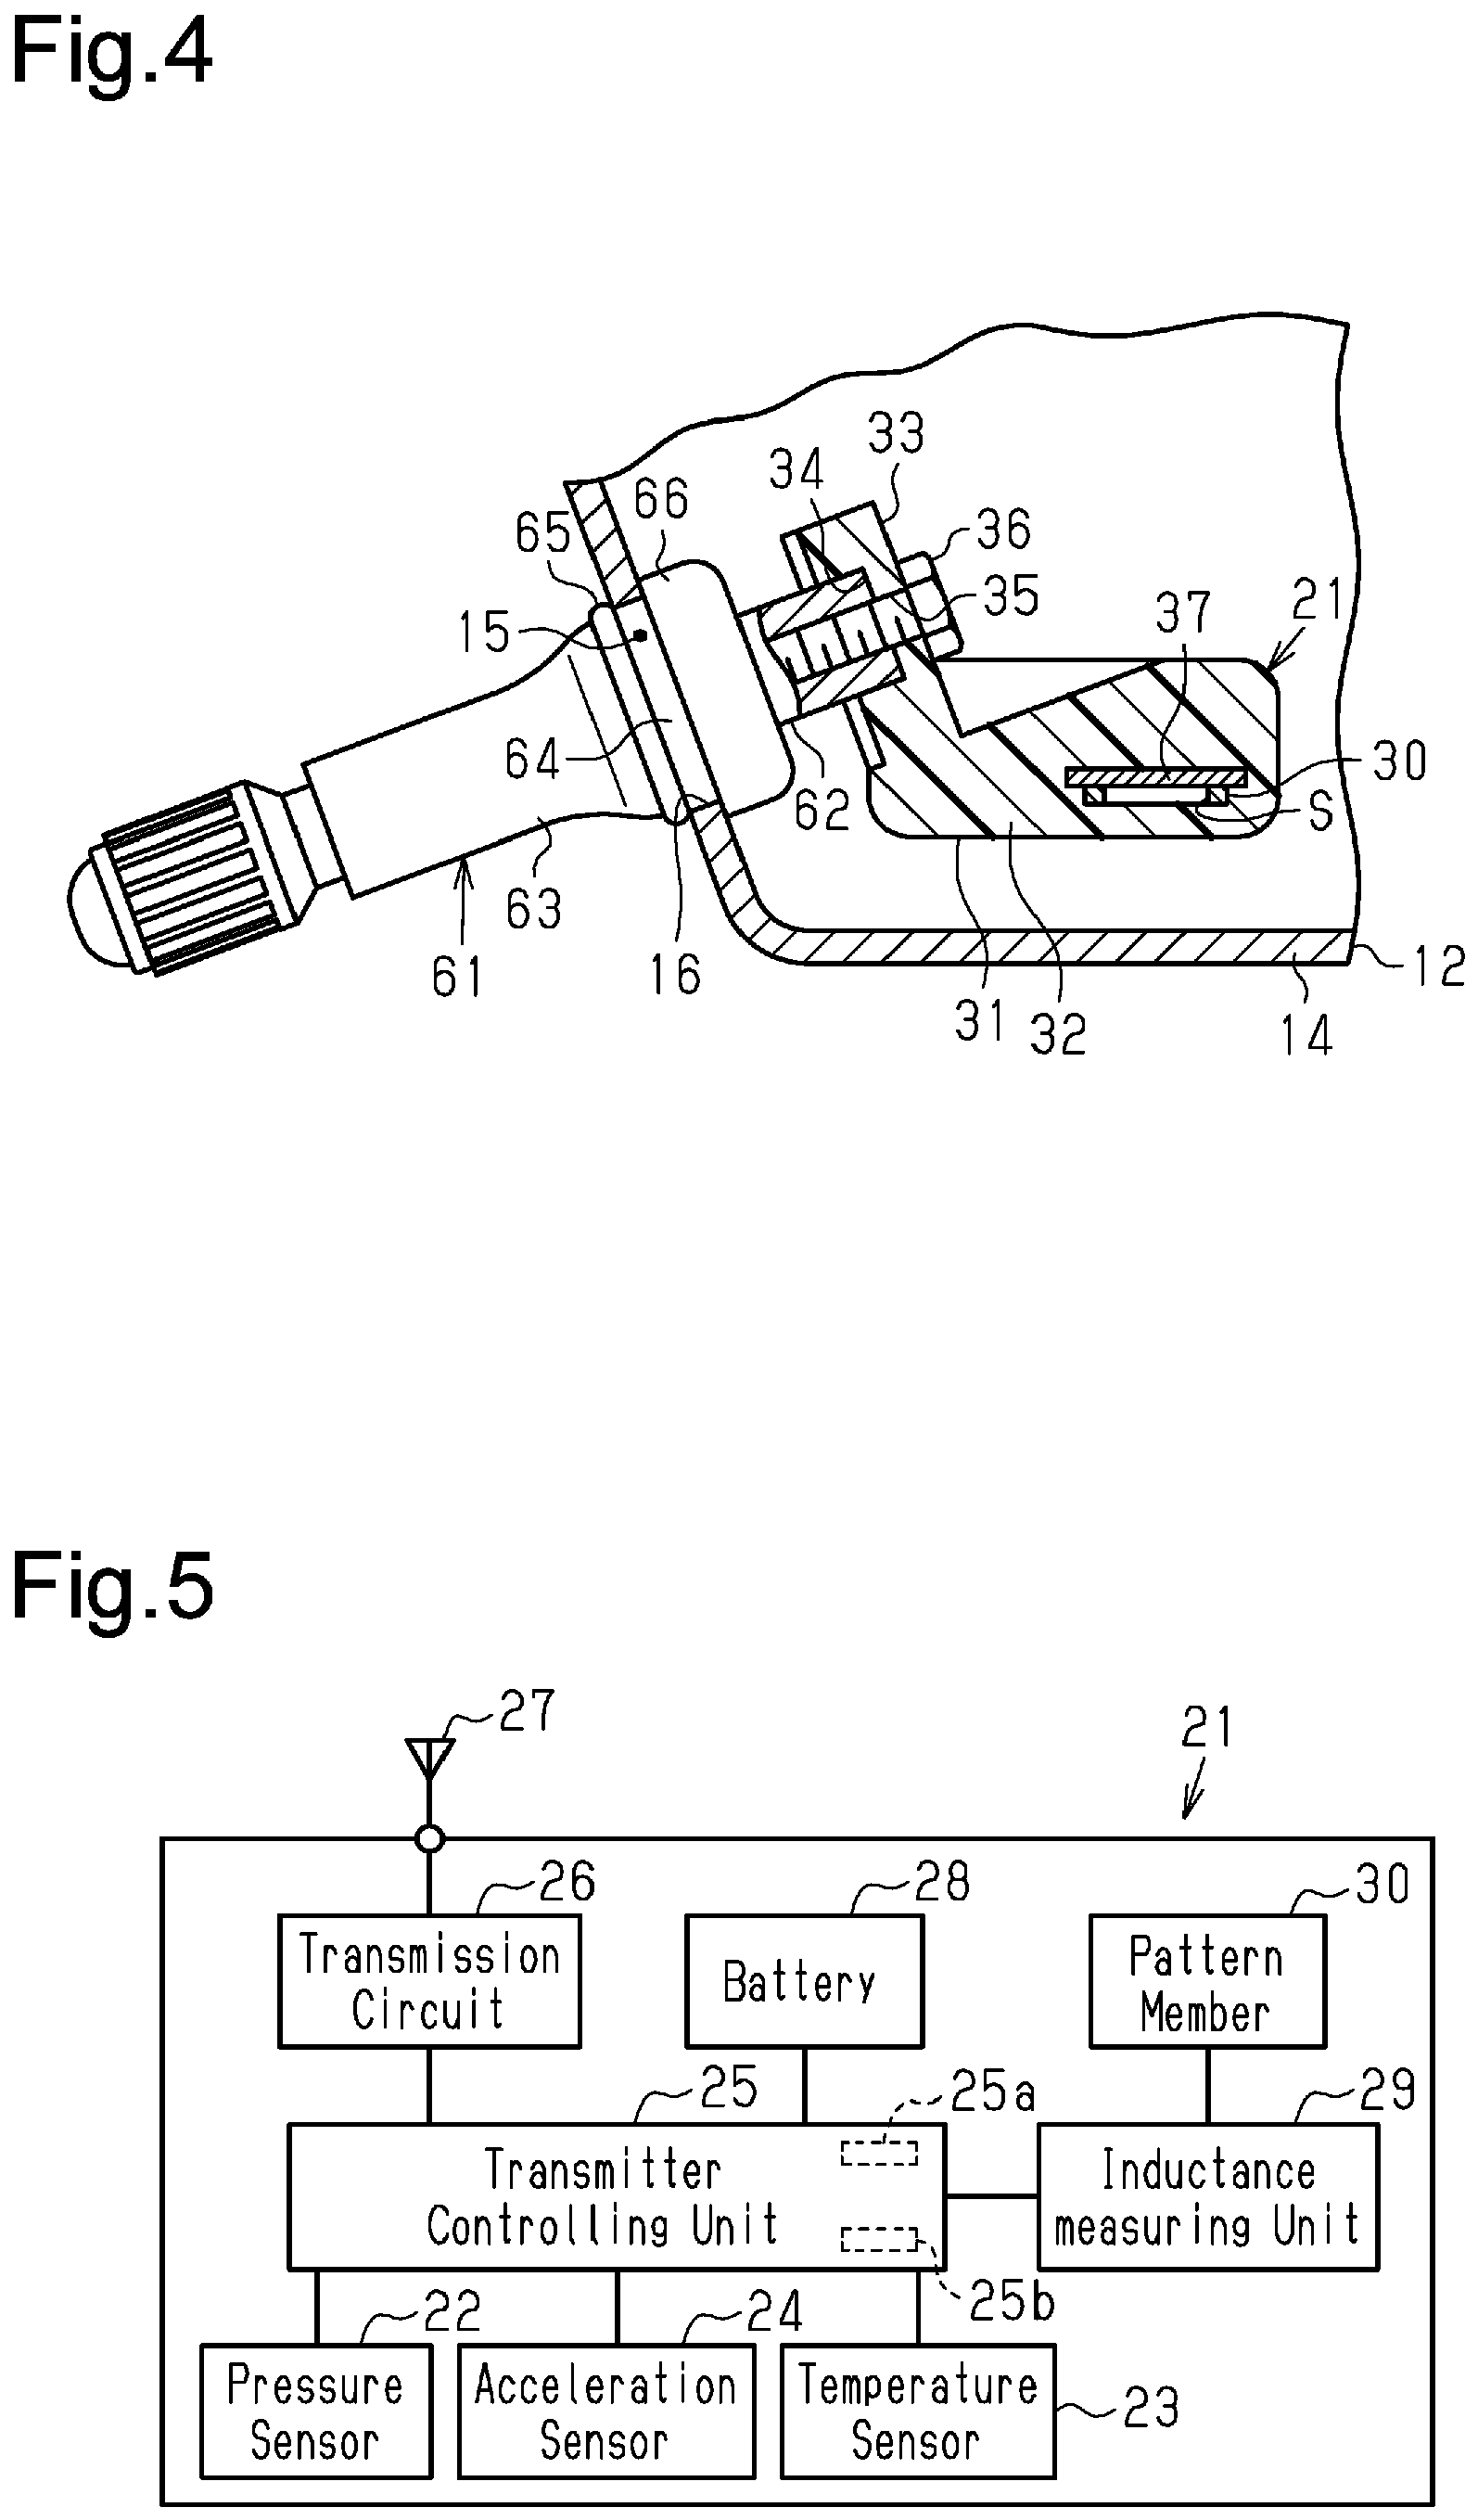 Fig.4
33
34
66
36
65
35
37
21
15
64
30
62
S
63
61
16
12
31
32
14
Fig.5
27
21
26
28
30
Transmission
Circuit
Battery
Pattern
Member
25
25a
29
Transmitter
Controlling Unit
Inductance
measuring Unit
25b
22
24
Pressure
Sensor
Acceleration
Sensor
Temperature
Sensor
23